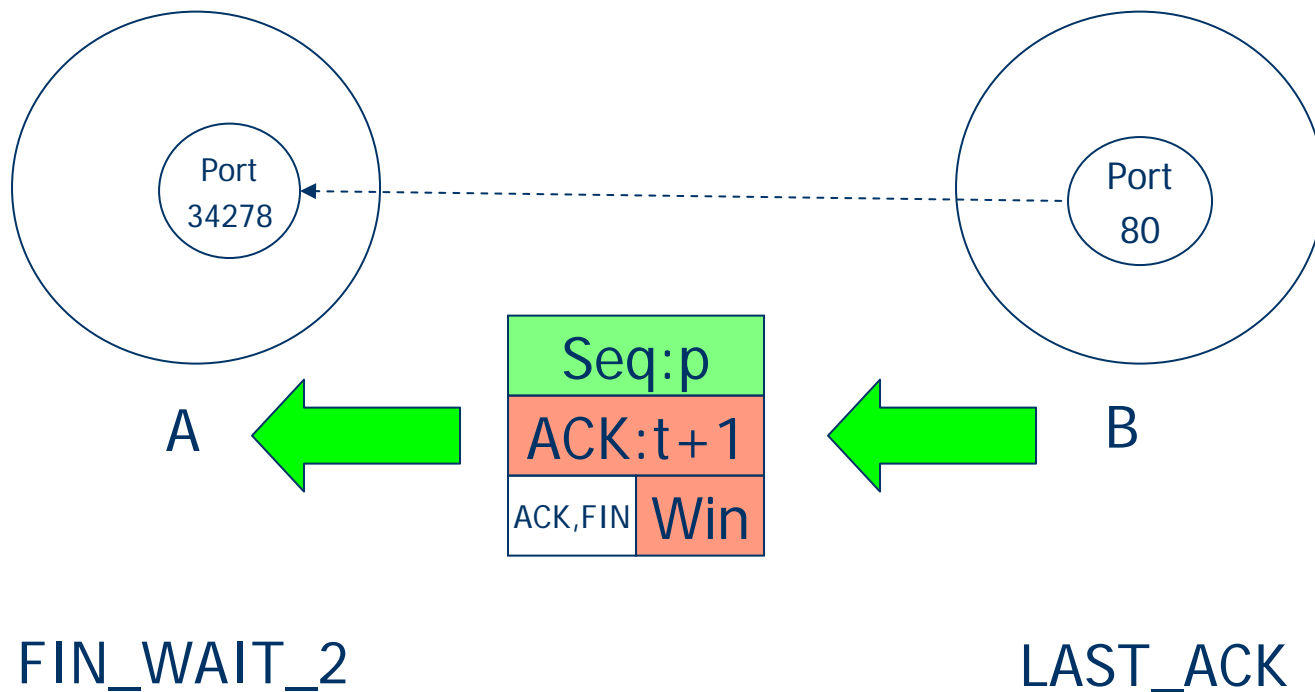 Port
34278
Port
80
Seq:p
ACK:t+1
ACK,FIN Win
A
B
FIN_WAIT_2
LAST_ACK